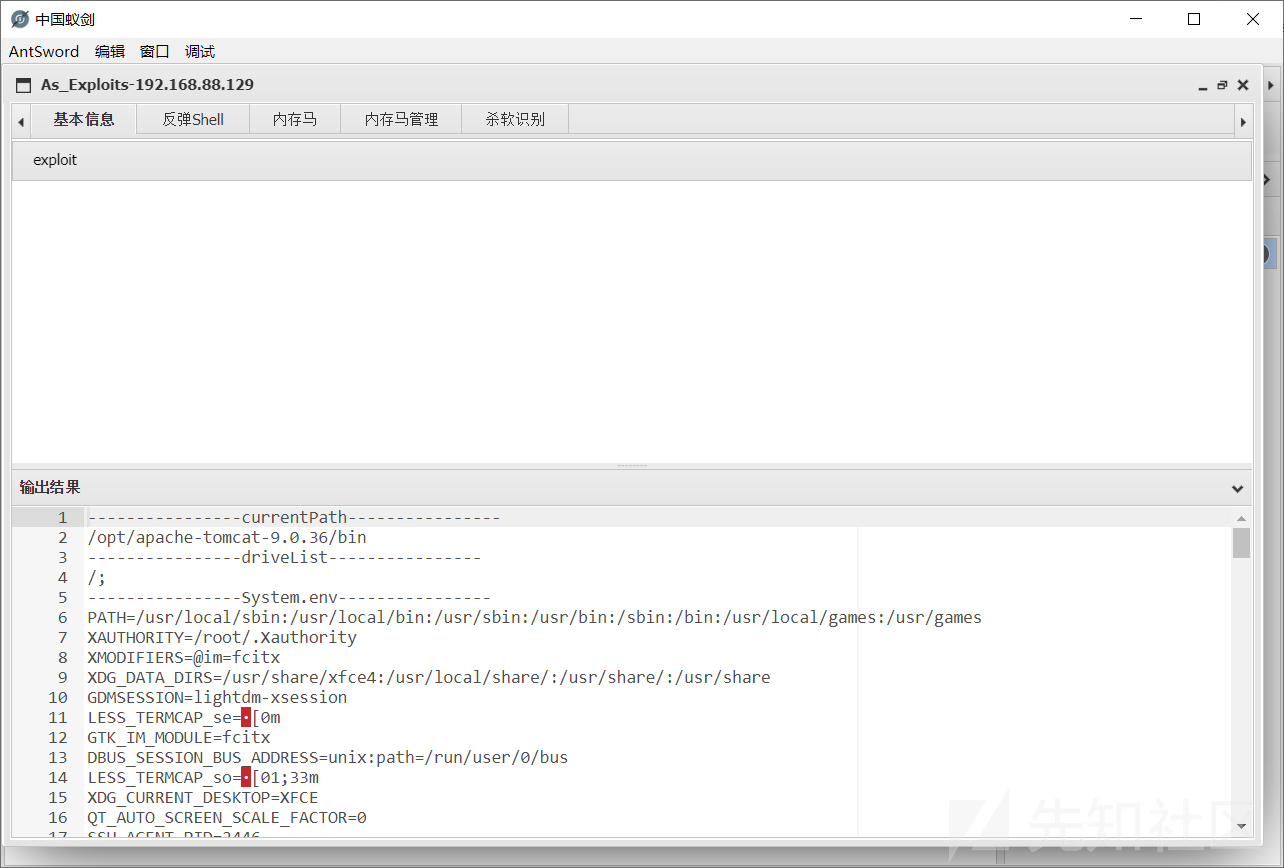 中国蚁剑
AntSword 编辑 窗口 调试
As_Exploits-192.168.88.129
基本信息 反弹Shell 内存马 内存马管理 杀软识别
exploit
输出结果
1 ----------------currentPath----------------
2 /opt/apache-tomcat-9.0.36/bin
3 ----------------driveList----------------
4 /;
5 ----------------System.env----------------
6 PATH=/usr/local/sbin:/usr/local/bin:/usr/sbin:/usr/bin:/sbin:/bin:/usr/local/games:/usr/games
7 XAUTHORITY=/root/.Xauthority
8 XMODIFIERS=@im=fcitx
9 XDG_DATA_DIRS=/usr/share/xfce4:/usr/local/share/:/usr/share/:/usr/share
10 GDMSESSION=lightdm-xsession
11 LESS_TERMCAP_se=·[0m
12 GTK_IM_MODULE=fcitx
13 DBUS_SESSION_BUS_ADDRESS=unix:path=/run/user/0/bus
14 LESS_TERMCAP_so=·[01;33m
15 XDG_CURRENT_DESKTOP=XFCE
16 QT_AUTO_SCREEN_SCALE_FACTOR=0
17 SSH_AGENT_PID=2446
先知社区